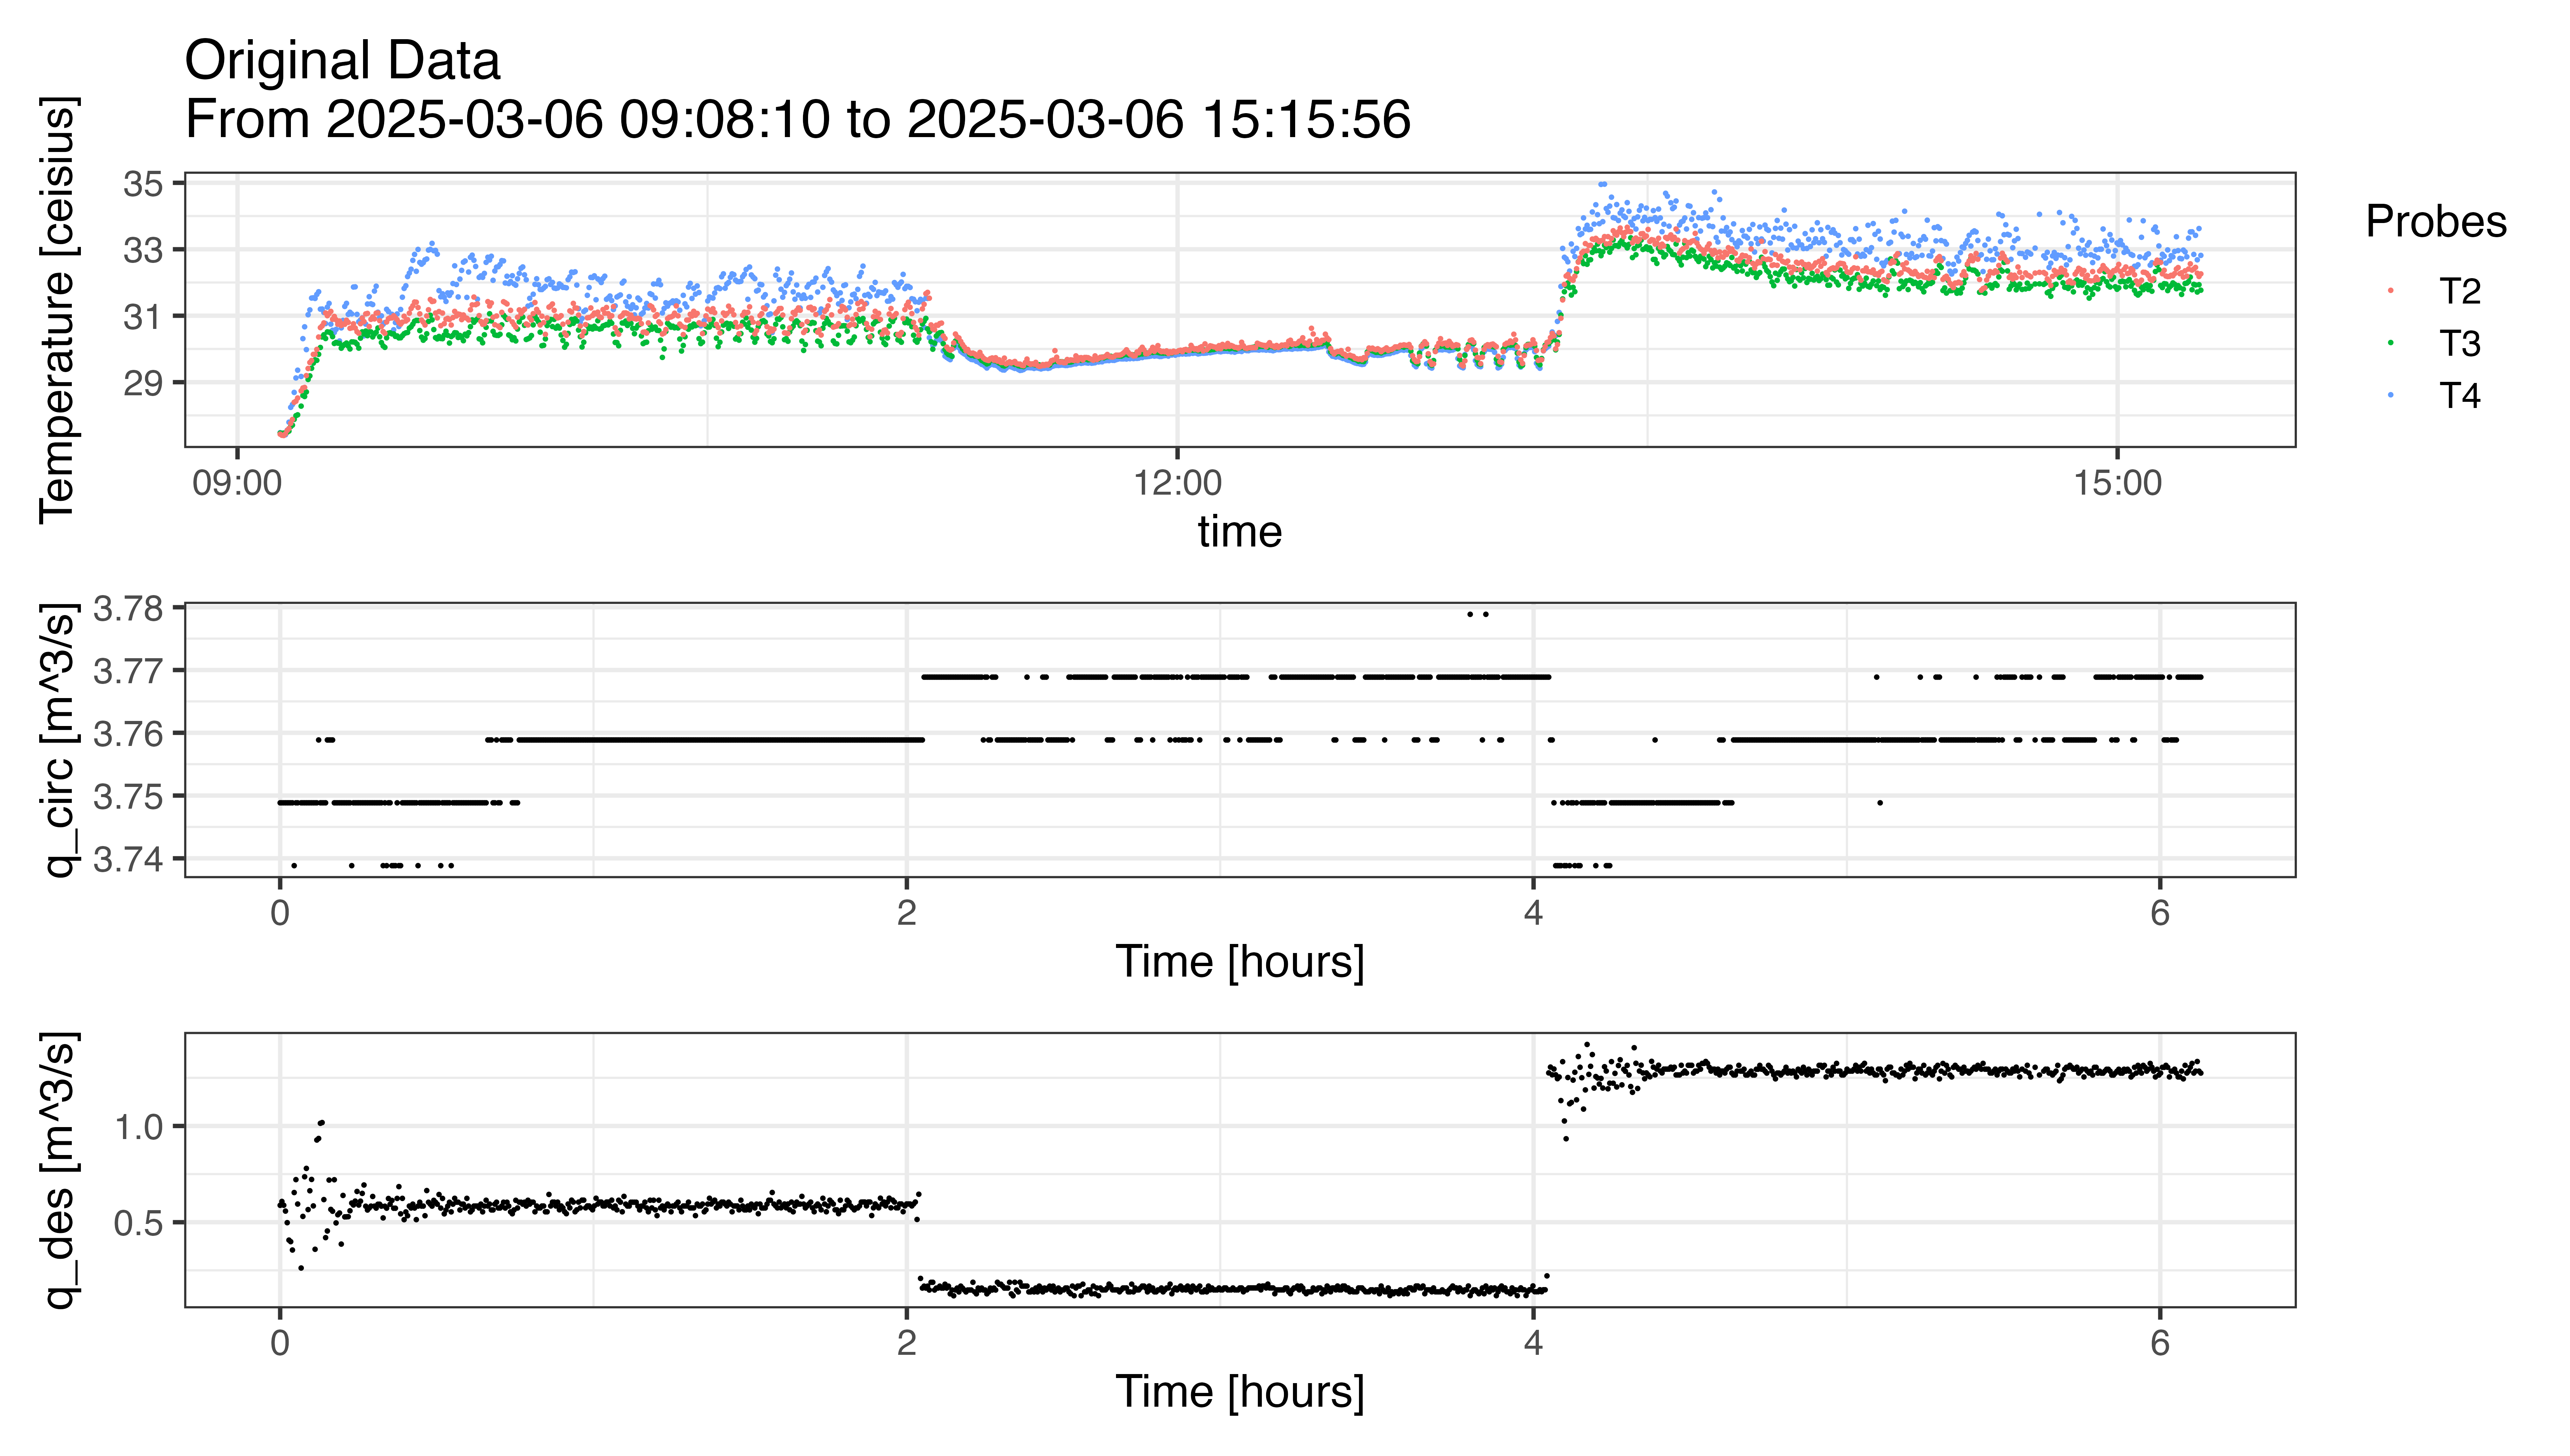 Original Data
From 2025-03-06 09:08:10 to 2025-03-06 15:15:56
Temperature [ceisius]
35
33
31
29
09:00
12:00
15:00
time
Probes
T2
T3
T4
q_circ [m^3/s]
3.78
3.77
3.76
3.75
3.74
0
2
4
6
Time [hours]
q_des [m^3/s]
1.0
0.5
0
2
4
6
Time [hours]